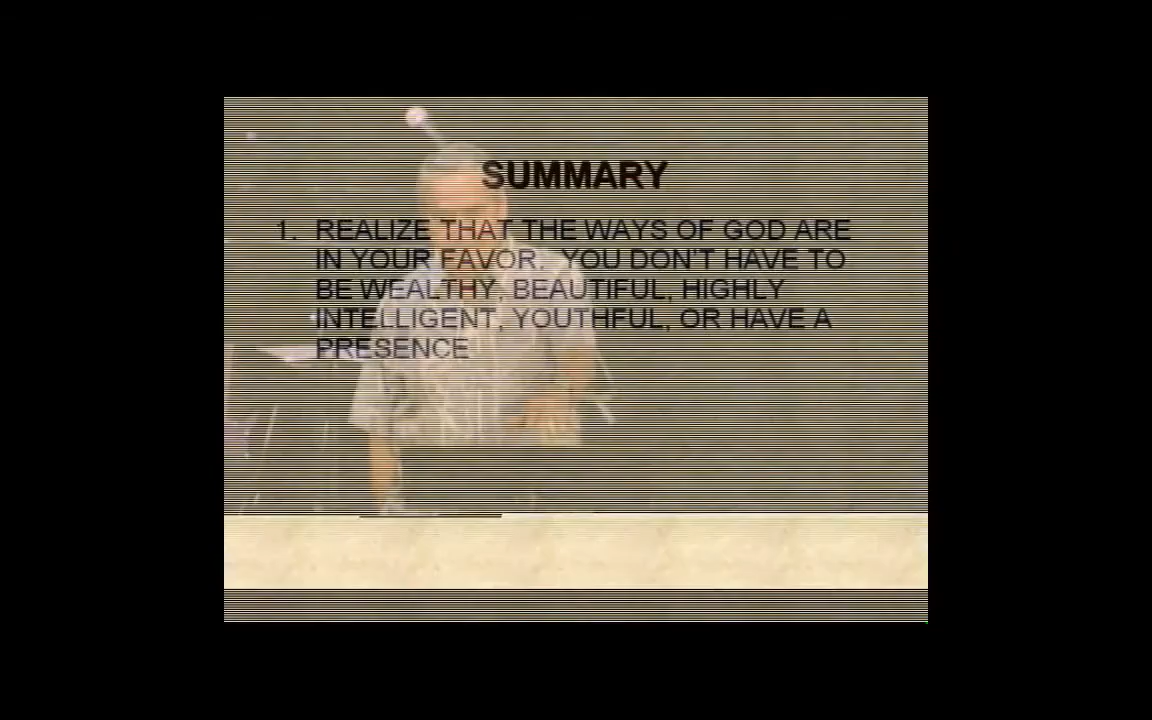 SUMMARY
1. REALIZE THAT THE WAYS OF GOD ARE
IN YOUR FAVOR. YOU DON'T HAVE TO
BE WEALTHY, BEAUTIFUL, HIGHLY
INTELLIGENT, YOUTHFUL, OR HAVE A
PRESENCE